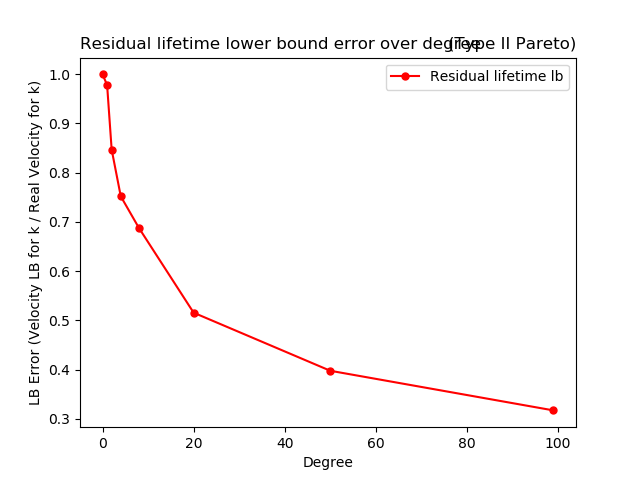 Residual lifetime lower bound error over degree (Type II Pareto)
Residual lifetime lb
LB Error (Velocity LB for k / Real Velocity for k)
1.0
0.9
0.8
0.7
0.6
0.5
0.4
0.3
0 20 40 60 80 100
Degree